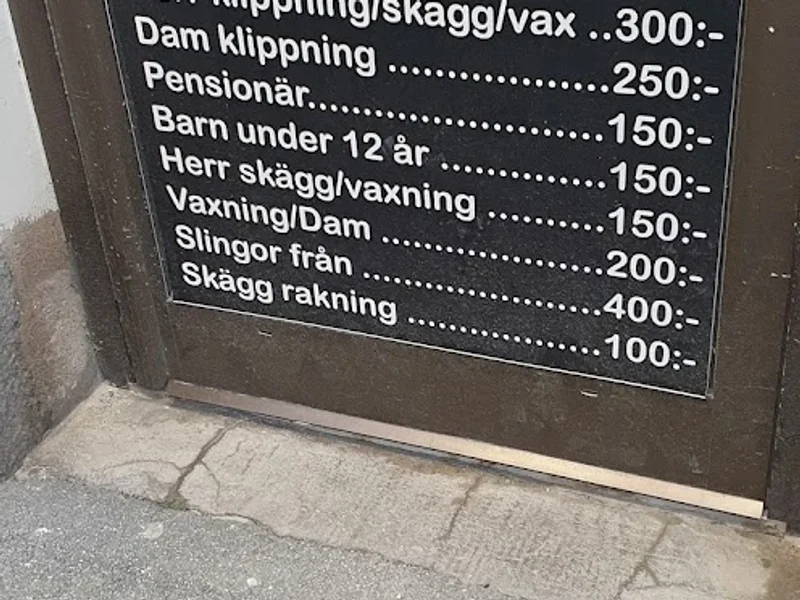 klippning/skägg/vax ..300:-
Dam klippning ....................250:-
Pensionär...........................150:-
Barn under 12 år ...............150:-
Herr skägg/vaxning ..........150:-
Vaxning/Dam ....................200:-
Slingor från .....................400:-
Skägg rakning .................100:-